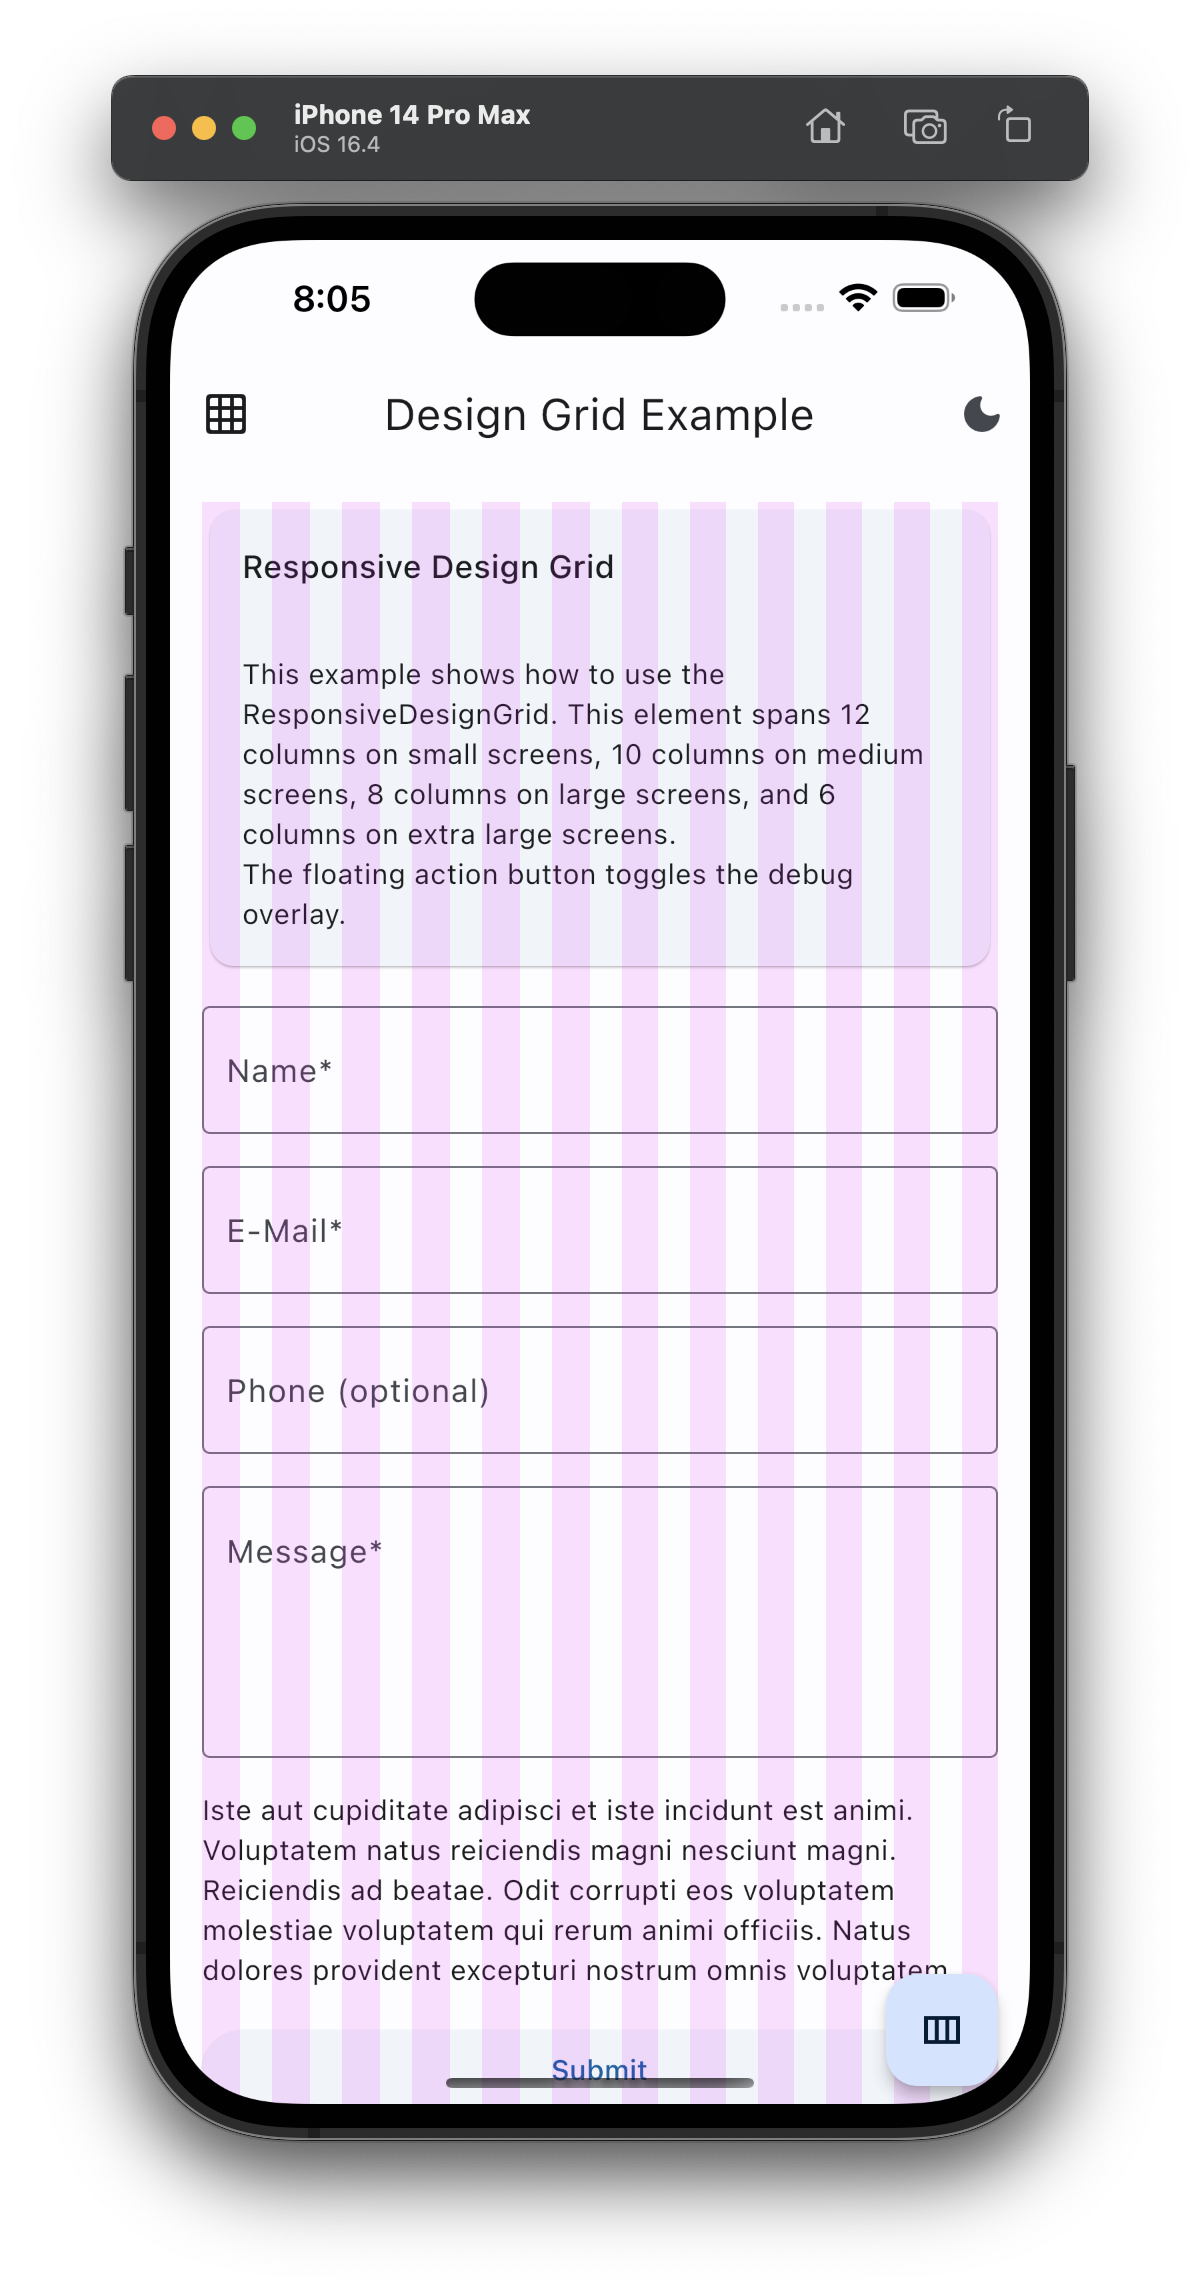 iPhone 14 Pro Max
iOS 16.4
8:05
Design Grid Example
Responsive Design Grid
This example shows how to use the
ResponsiveDesignGrid. This element spans 12
columns on small screens, 10 columns on medium
screens, 8 columns on large screens, and 6
columns on extra large screens.
The floating action button toggles the debug
overlay.
Name*
E-Mail*
Phone (optional)
Message*
Iste aut cupiditate adipisci et iste incidunt est animi.
Voluptatem natus reiciendis magni nesciunt magni.
Reiciendis ad beatae. Odit corrupti eos voluptatem
molestiae voluptatem qui rerum animi officiis. Natus
dolores provident excepturi nostrum omnis voluptatem
Submit